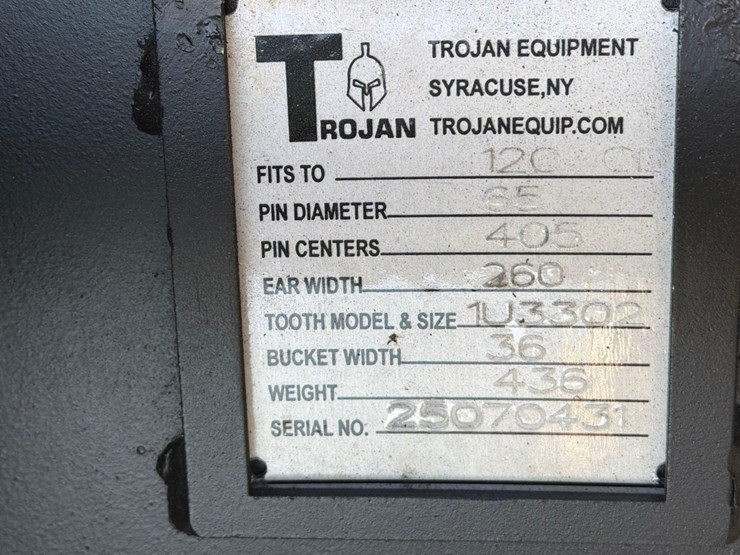 TROJAN
TROJAN EQUIPMENT
SYRACUSE,NY
TROJANEQUIP.COM
FITS TO
PIN DIAMETER 65
PIN CENTERS 405
EAR WIDTH 260
TOOTH MODEL & SIZE 1U3302
BUCKET WIDTH 36
WEIGHT 436
SERIAL NO. 25070431